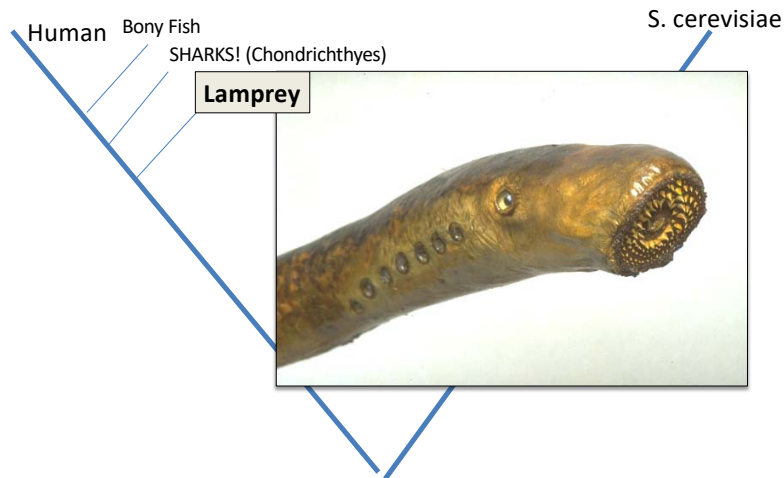 Human
Bony Fish
SHARKS! (Chondrichthyes)
Lamprey
S. cerevisiae